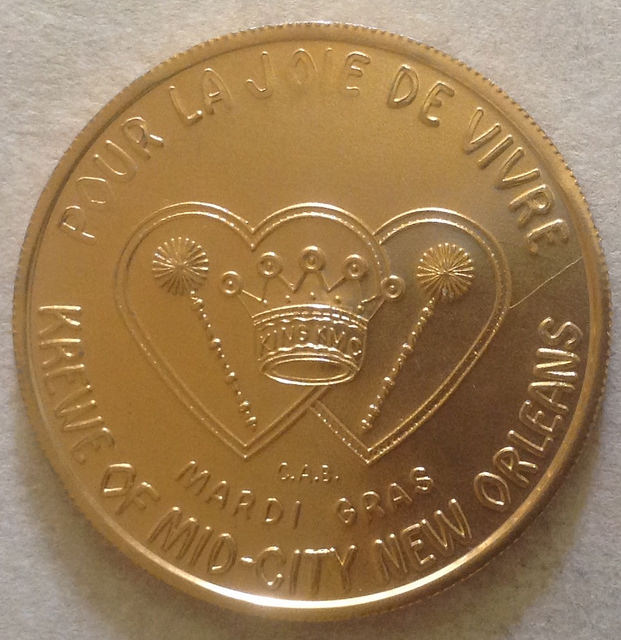 POUR LA JOIE DE VIVRE
KING KMC
C.A.B.
MARDI GRAS
KREWE OF MID-CITY NEW ORLEANS